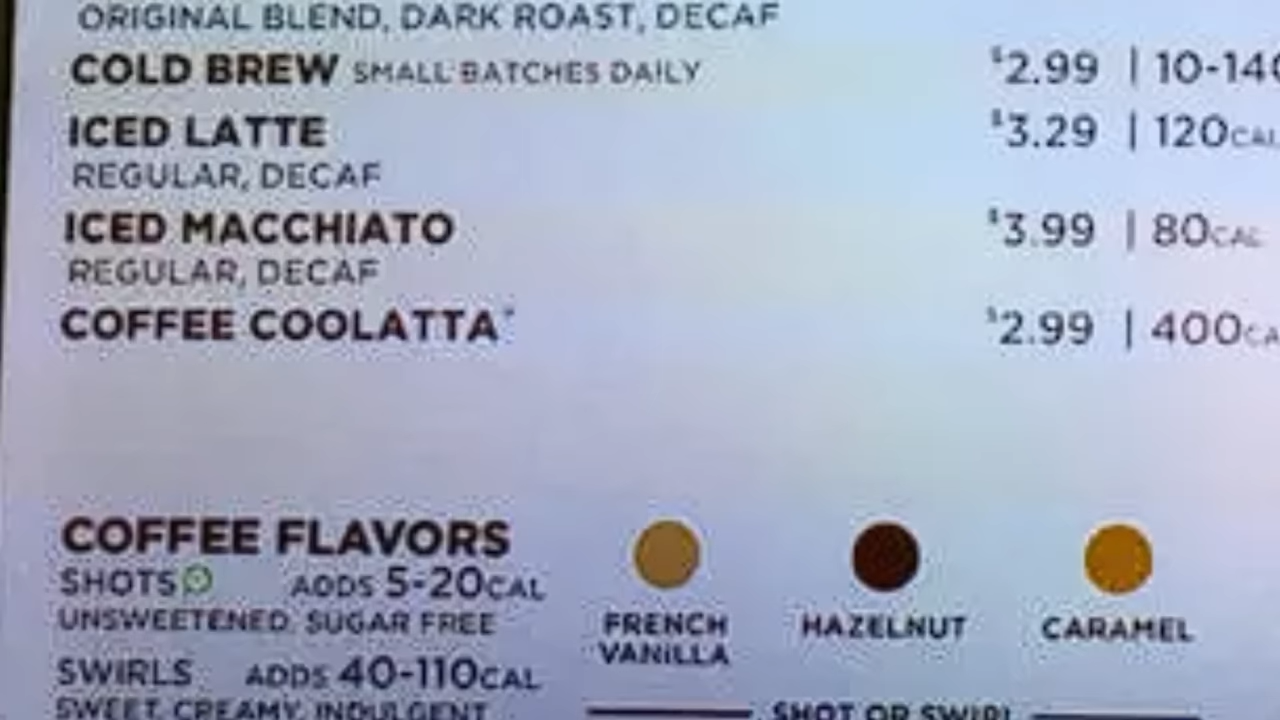 ORIGINAL BLEND, DARK ROAST, DECAF
COLD BREW SMALL BATCHES DAILY $2.99 | 10-140
ICED LATTE $3.29 | 120CAL
REGULAR, DECAF
ICED MACCHIATO $3.99 | 80CAL
REGULAR, DECAF
COFFEE COOLATTA® $2.99 | 400CA
COFFEE FLAVORS
SHOTS ADDS 5-20CAL
UNSWEETENED, SUGAR FREE
SWIRLS ADDS 40-110CAL
SWEET, CREAMY, INDULGENT
FRENCH
VANILLA
HAZELNUT
CARAMEL
SHOT OR SWIRL